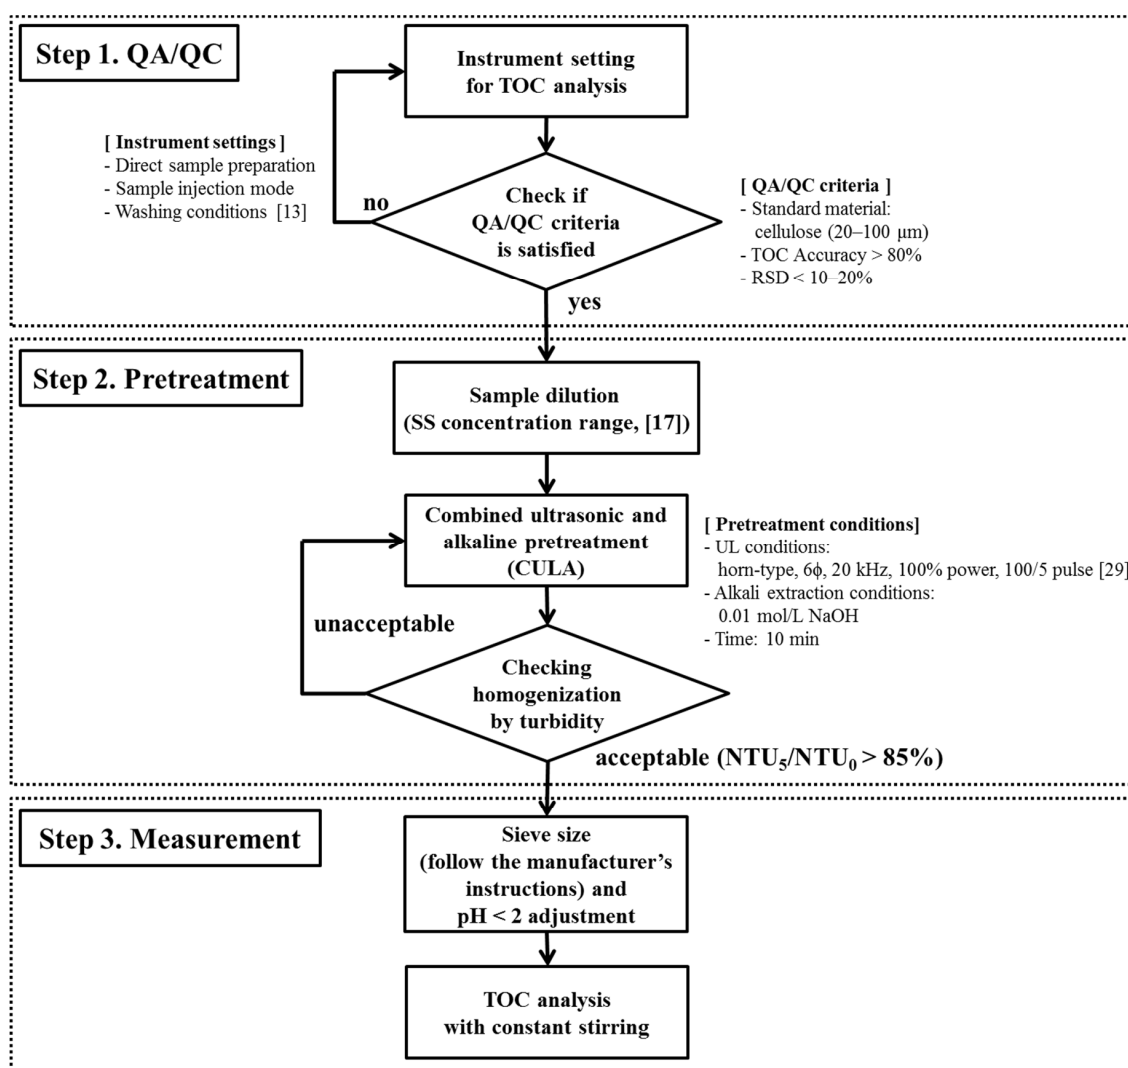 Step 1. QA/QC
Instrument setting
for TOC analysis
[ Instrument settings ]
- Direct sample preparation
- Sample injection mode
- Washing conditions  [13]
no
Check if
QA/QC criteria
is satisfied
[ QA/QC criteria ]
- Standard material:
cellulose (20–100 μm)
- TOC Accuracy > 80%
- RSD < 10–20%
yes
Step 2. Pretreatment
Sample dilution
(SS concentration range, [17])
Combined ultrasonic and
alkaline pretreatment
(CULA)
[ Pretreatment conditions]
- UL conditions:
horn-type, 6ϕ, 20 kHz, 100% power, 100/5 pulse [29]
- Alkali extraction conditions:
0.01 mol/L NaOH
- Time: 10 min
unacceptable
Checking
homogenization
by turbidity
acceptable (NTU₅/NTU₀ > 85%)
Step 3. Measurement
Sieve size
(follow the manufacturer’s
instructions) and
pH < 2 adjustment
TOC analysis
with constant stirring